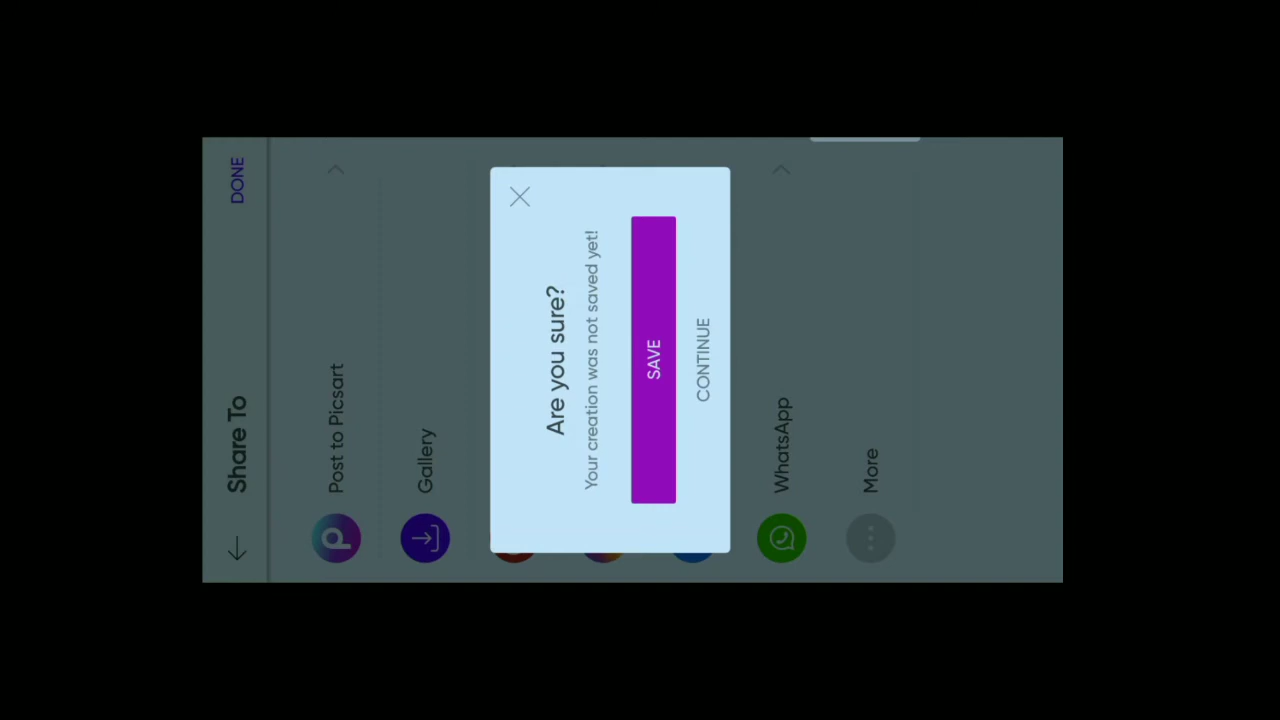 Share To
DONE
Post to Picsart
Gallery
Are you sure?
Your creation was not saved yet!
SAVE
CONTINUE
WhatsApp
More